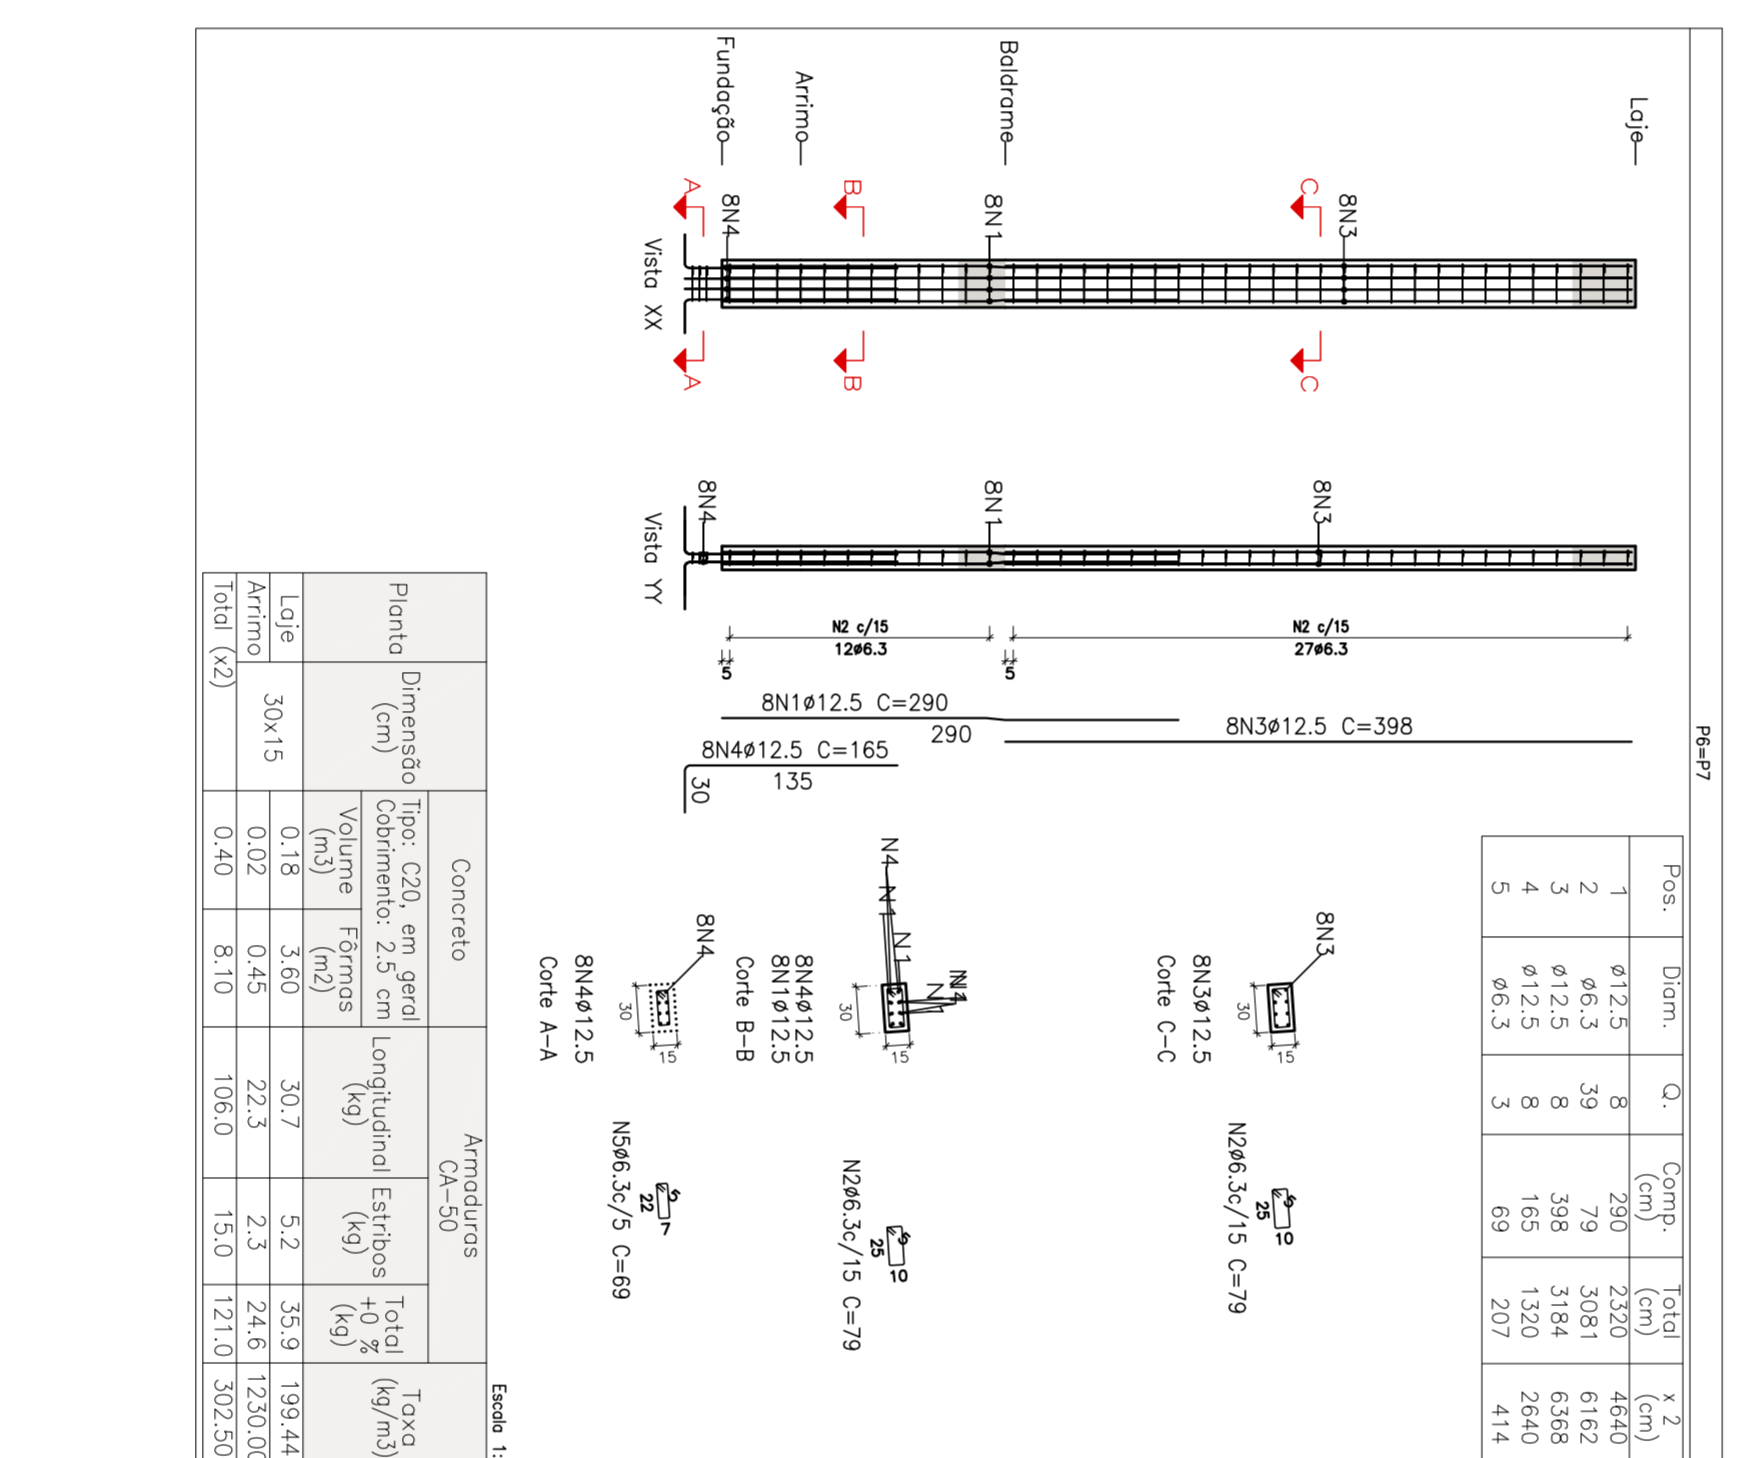 P6=P7
Laje
Baldrame
Arrimo
Fundação
C
B
A
8N3
8N1
8N4
Vista XX
C
B
A
8N3
8N1
8N4
Vista YY
N2 c/15
27ø6.3
N2 c/15
12ø6.3
5
5
8N1ø12.5 C=290
290
8N3ø12.5 C=398
8N4ø12.5 C=165
135
30
8N3
30
15
8N3ø12.5
Corte C-C
N2ø6.3c/15 C=79
25
10
N4
N1
N1
30
15
8N4ø12.5
8N1ø12.5
Corte B-B
N2ø6.3c/15 C=79
25
10
8N4
30
15
8N4ø12.5
Corte A-A
N5ø6.3c/5 C=69
22
7
Pos. Diam. Q. Comp. (cm) Total (cm) x 2 (cm)
1 ø12.5 8 290 2320 4640
2 ø6.3 39 79 3081 6162
3 ø12.5 8 398 3184 6368
4 ø12.5 8 165 1320 2640
5 ø6.3 3 69 207 414
Escala 1:
Concreto
Armaduras
CA-50
Planta
Dimensão
(cm)
Tipo: C20, em geral
Cobrimento: 2.5 cm
Volume
(m3)
Fôrmas
(m2)
Longitudinal
(kg)
Estribos
(kg)
Total
+0 %
(kg)
Taxa
(kg/m3)
Laje 30x15 0.18 3.60 30.7 5.2 35.9 199.44
Arrimo 0.02 0.45 22.3 2.3 24.6 1230.00
Total (x2) 0.40 8.10 106.0 15.0 121.0 302.50